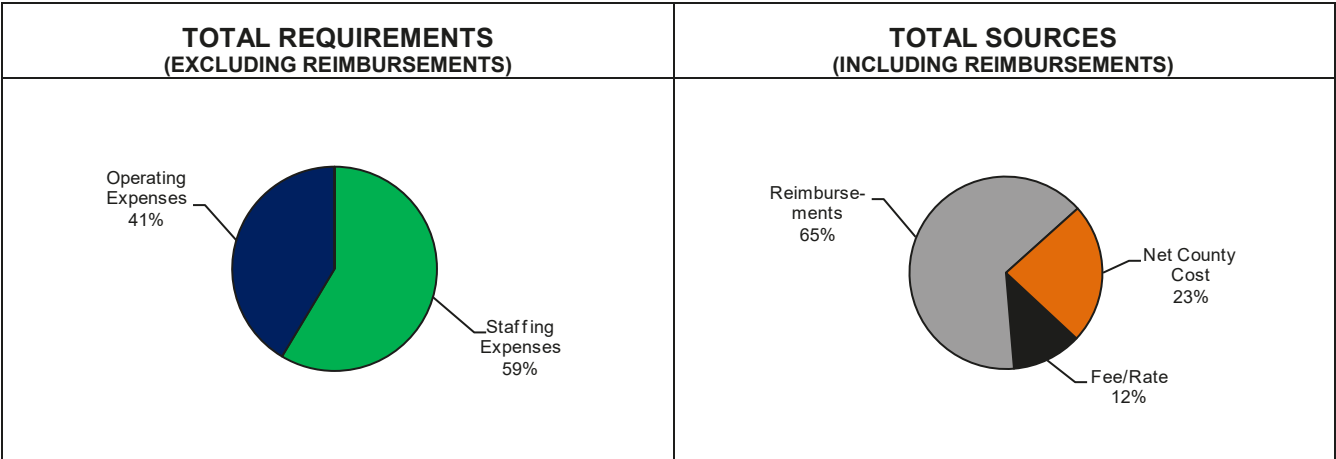 TOTAL REQUIREMENTS
(EXCLUDING REIMBURSEMENTS)
TOTAL SOURCES
(INCLUDING REIMBURSEMENTS)
Operating
Expenses
41%
Staffing
Expenses
59%
Reimburse-
ments
65%
Net County
Cost
23%
Fee/Rate
12%